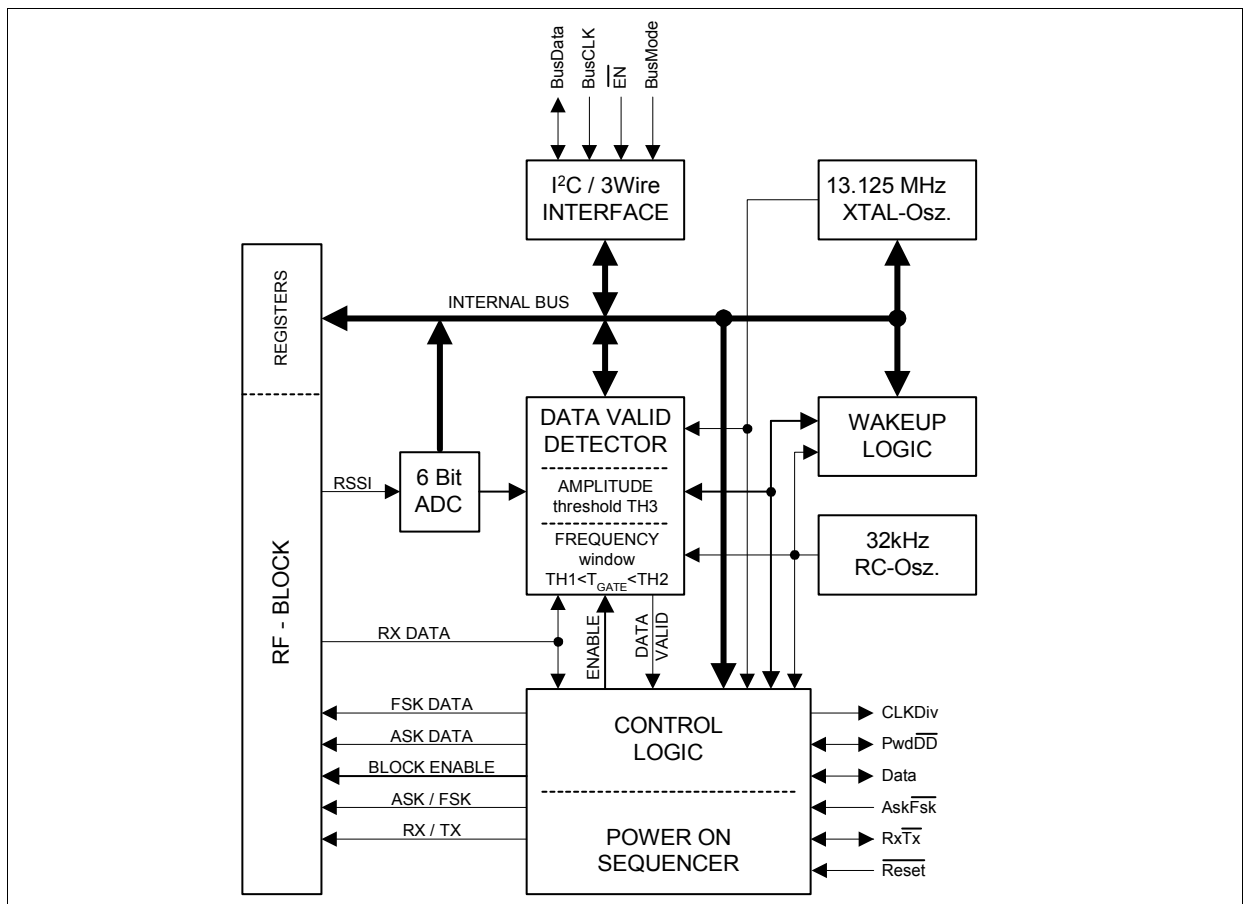 BusData
BusCLK
EN
BusMode
I²C / 3Wire
INTERFACE
13.125 MHz
XTAL-Osz.
REGISTERS
INTERNAL BUS
DATA VALID
DETECTOR
AMPLITUDE
threshold TH3
FREQUENCY
window
TH1<T_GATE<TH2
WAKEUP
LOGIC
RSSI
6 Bit
ADC
32kHz
RC-Osz.
RF - BLOCK
RX DATA
ENABLE
DATA
VALID
FSK DATA
ASK DATA
BLOCK ENABLE
ASK / FSK
RX / TX
CONTROL
LOGIC
POWER ON
SEQUENCER
CLKDiv
PwdDD
Data
AskFsk
RxTx
Reset